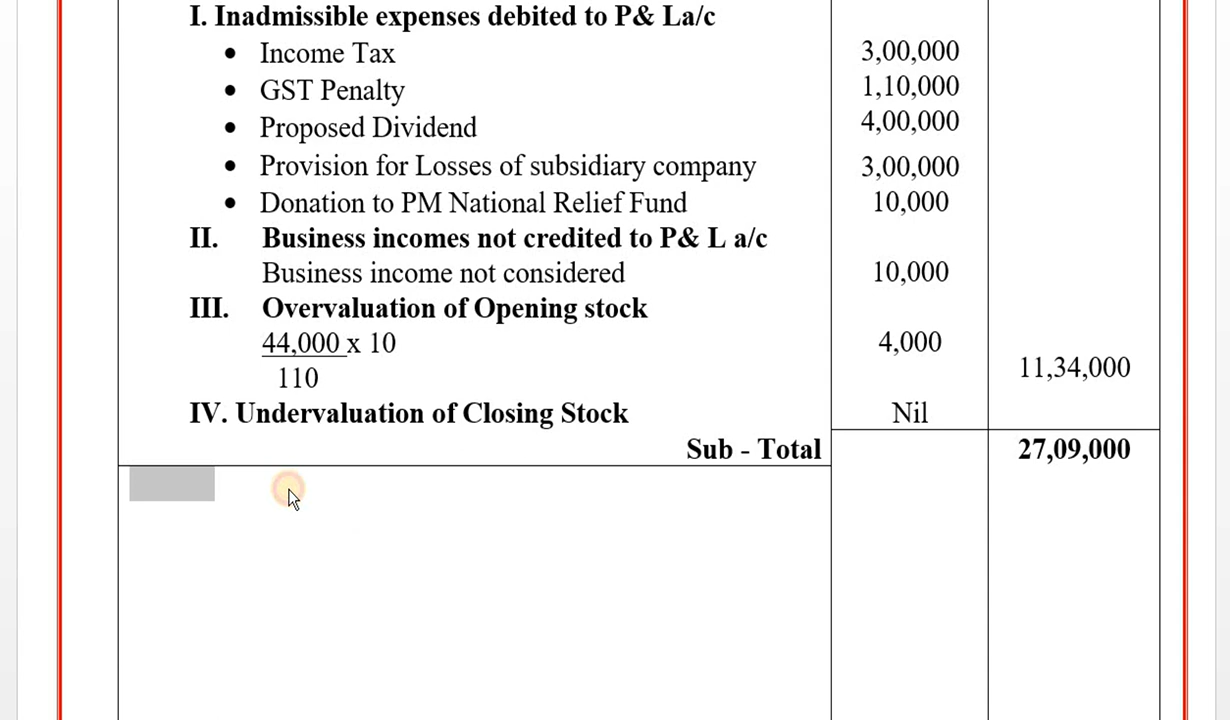 I. Inadmissible expenses debited to P& La/c
• Income Tax 3,00,000
• GST Penalty 1,10,000
• Proposed Dividend 4,00,000
• Provision for Losses of subsidiary company 3,00,000
• Donation to PM National Relief Fund 10,000
II. Business incomes not credited to P& L a/c
Business income not considered 10,000
III. Overvaluation of Opening stock
44,000 x 10 4,000
110 11,34,000
IV. Undervaluation of Closing Stock Nil
Sub - Total 27,09,000